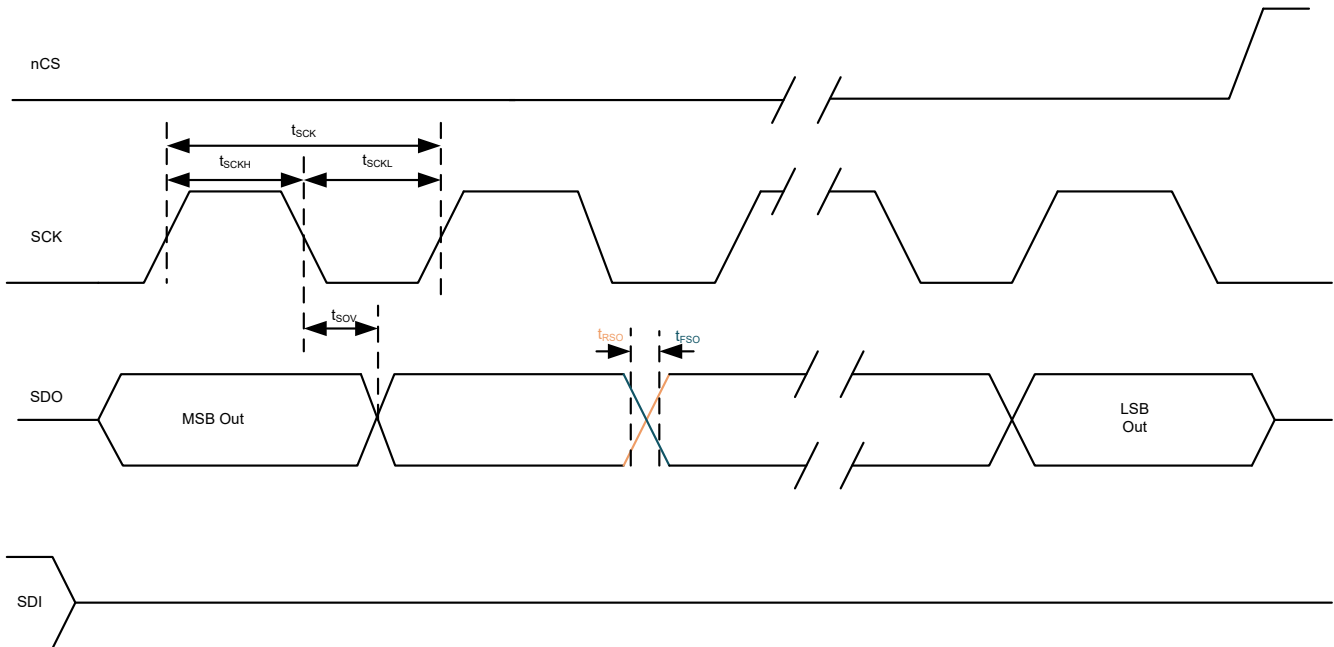 nCS
tSCK
tSCKH
tSCKL
SCK
tSOV
tRSO
tFSO
SDO
MSB Out
LSB
Out
SDI